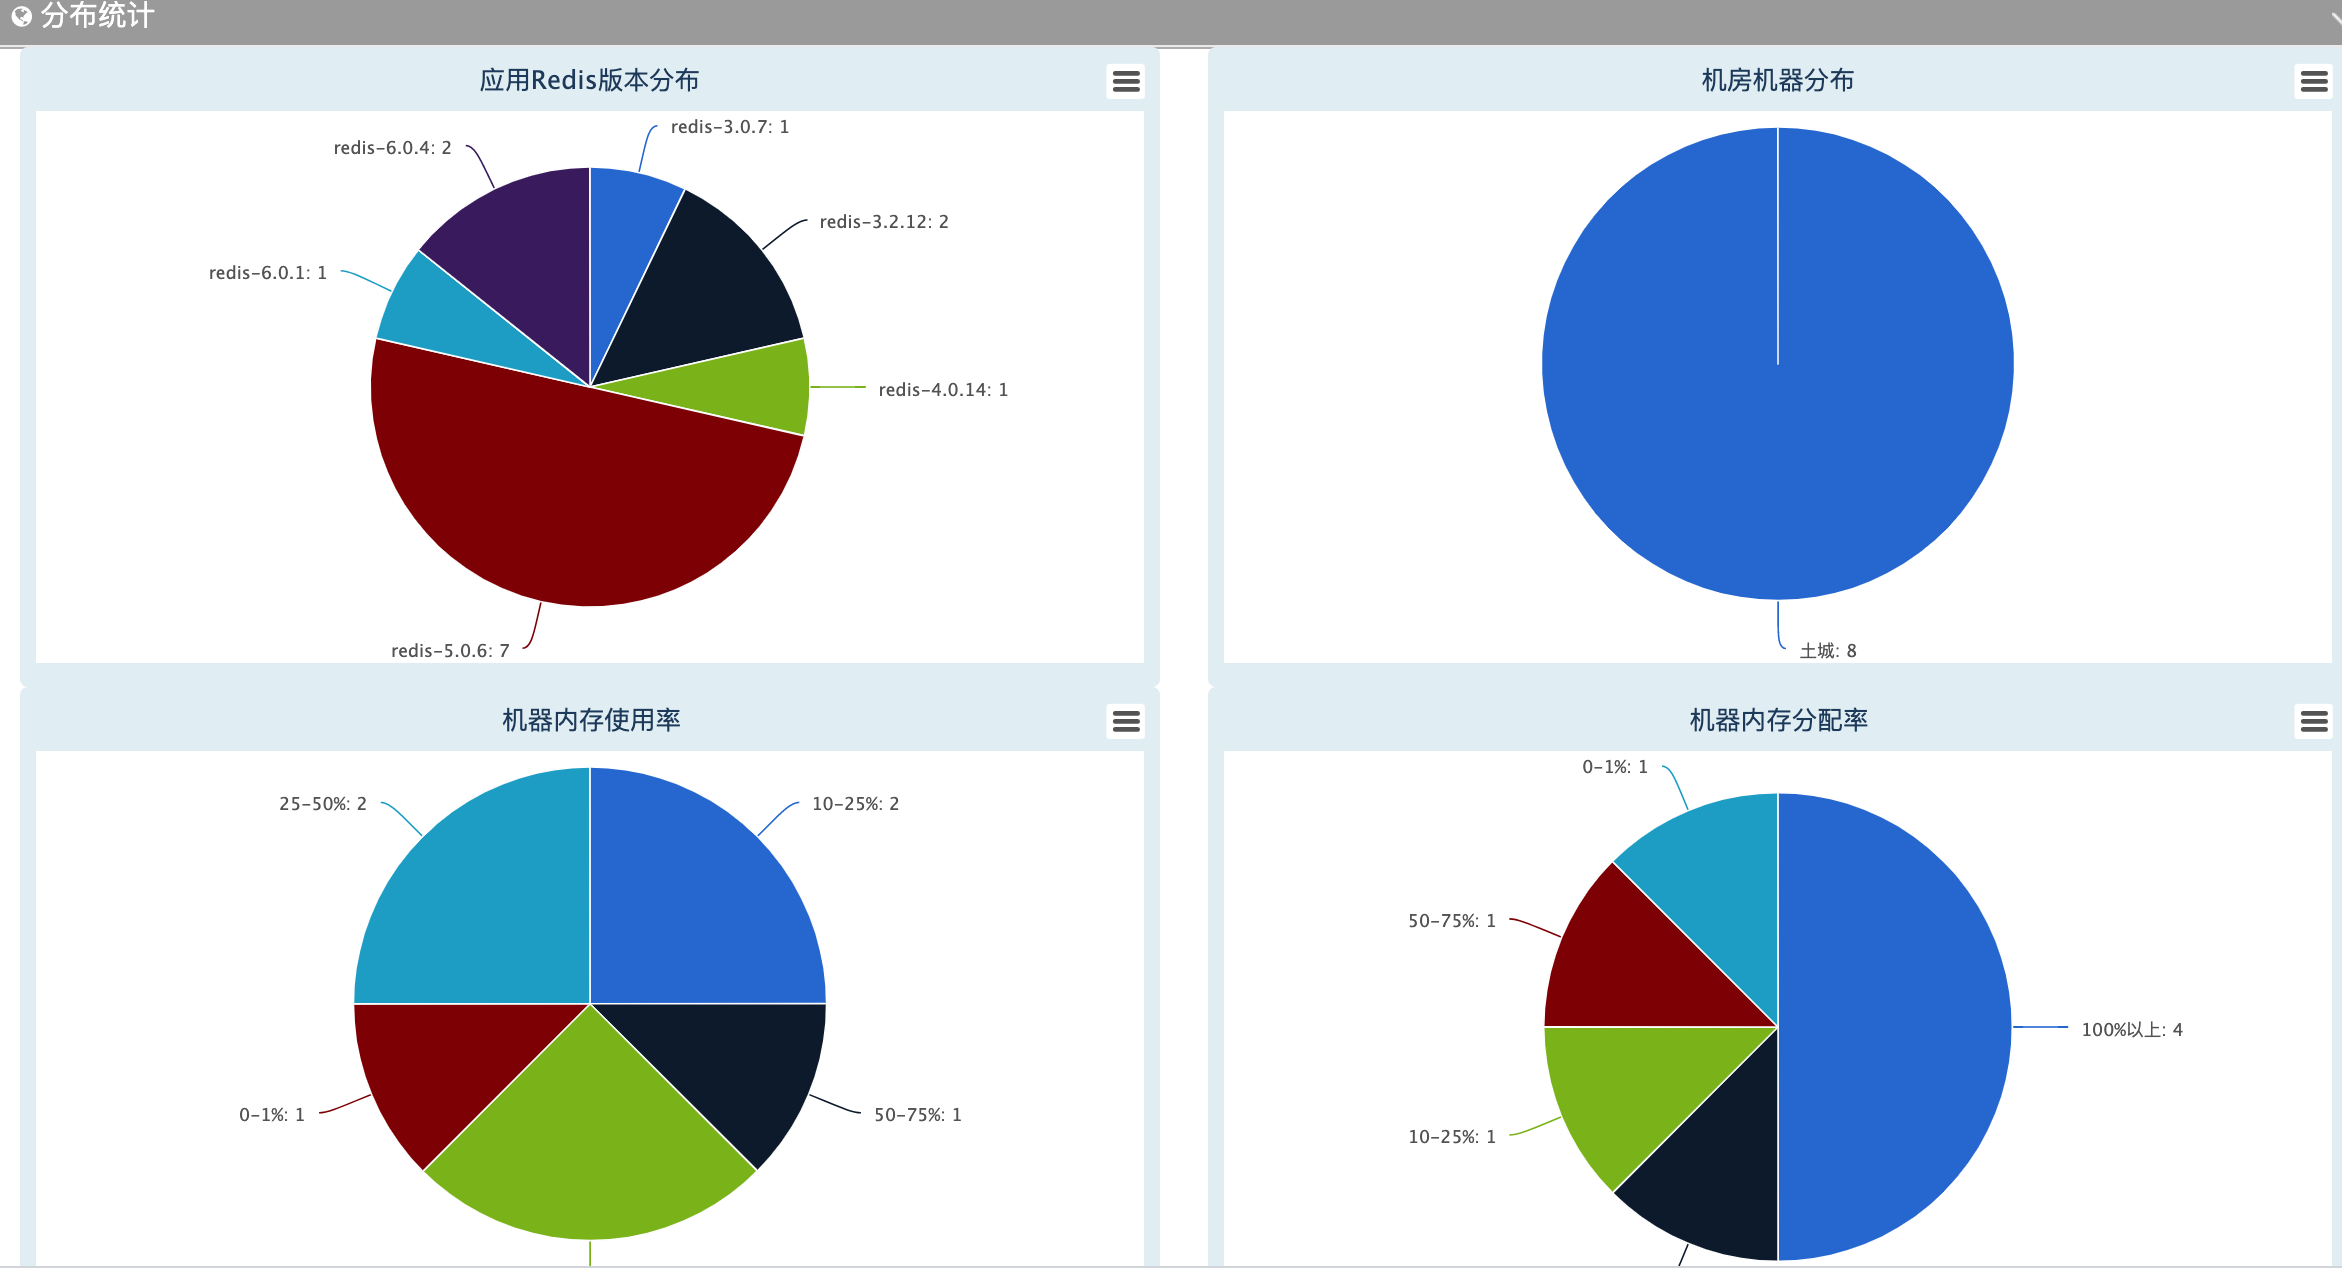 分布统计
应用Redis版本分布
redis-3.0.7: 1
redis-6.0.4: 2
redis-3.2.12: 2
redis-6.0.1: 1
redis-4.0.14: 1
redis-5.0.6: 7
机房机器分布
土城: 8
机器内存使用率
25-50%: 2
10-25%: 2
0-1%: 1
50-75%: 1
机器内存分配率
0-1%: 1
50-75%: 1
100%以上: 4
10-25%: 1